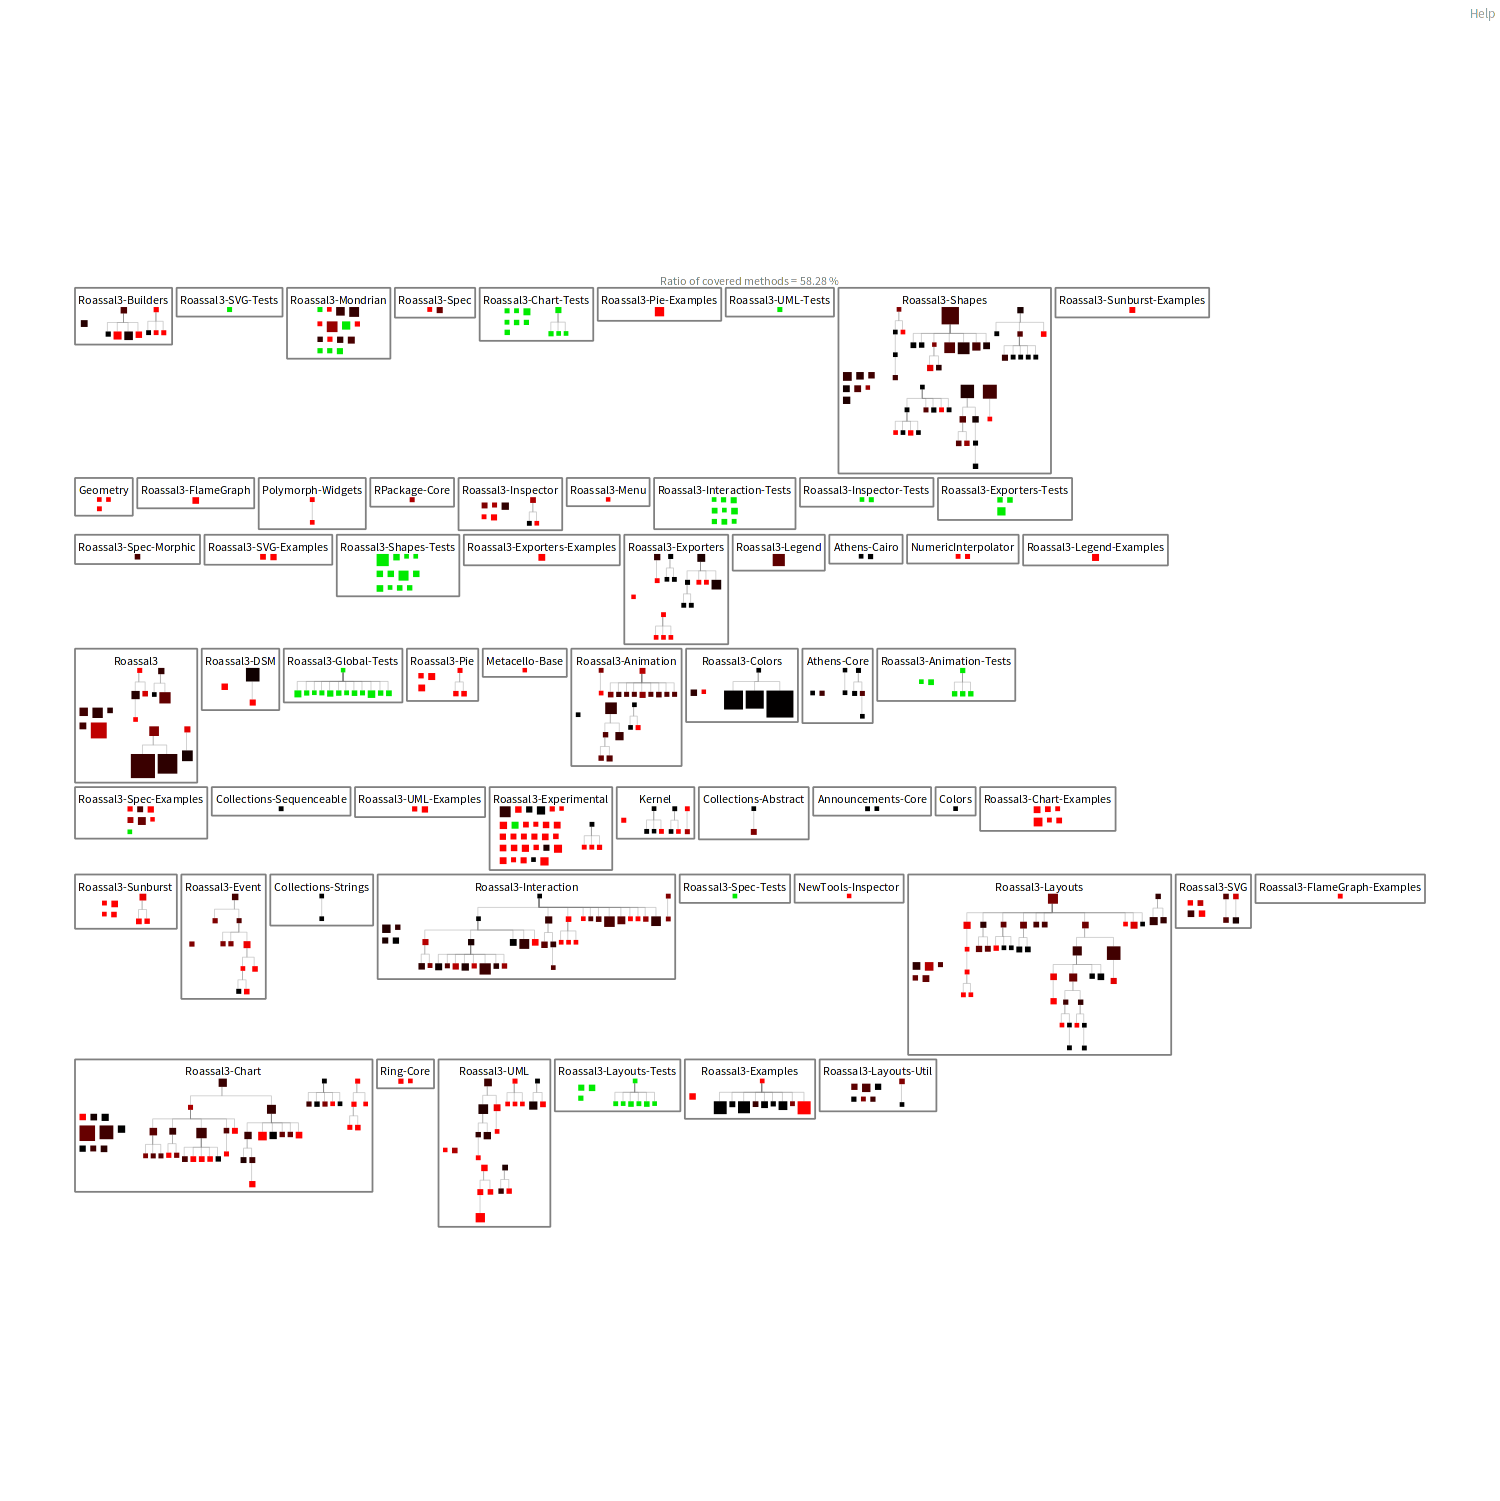 Help
Ratio of covered methods = 58.28 %
Roassal3-Builders
Roassal3-SVG-Tests
Roassal3-Mondrian
Roassal3-Spec
Roassal3-Chart-Tests
Roassal3-Pie-Examples
Roassal3-UML-Tests
Roassal3-Shapes
Roassal3-Sunburst-Examples
Geometry
Roassal3-FlameGraph
Polymorph-Widgets
RPackage-Core
Roassal3-Inspector
Roassal3-Menu
Roassal3-Interaction-Tests
Roassal3-Inspector-Tests
Roassal3-Exporters-Tests
Roassal3-Spec-Morphic
Roassal3-SVG-Examples
Roassal3-Shapes-Tests
Roassal3-Exporters-Examples
Roassal3-Exporters
Roassal3-Legend
Athens-Cairo
NumericInterpolator
Roassal3-Legend-Examples
Roassal3
Roassal3-DSM
Roassal3-Global-Tests
Roassal3-Pie
Metacello-Base
Roassal3-Animation
Roassal3-Colors
Athens-Core
Roassal3-Animation-Tests
Roassal3-Spec-Examples
Collections-Sequenceable
Roassal3-UML-Examples
Roassal3-Experimental
Kernel
Collections-Abstract
Announcements-Core
Colors
Roassal3-Chart-Examples
Roassal3-Sunburst
Roassal3-Event
Collections-Strings
Roassal3-Interaction
Roassal3-Spec-Tests
NewTools-Inspector
Roassal3-Layouts
Roassal3-SVG
Roassal3-FlameGraph-Examples
Roassal3-Chart
Ring-Core
Roassal3-UML
Roassal3-Layouts-Tests
Roassal3-Examples
Roassal3-Layouts-Util